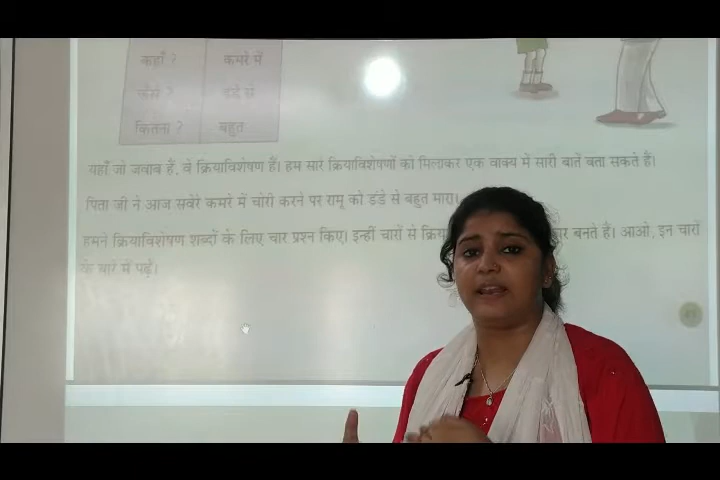 कहाँ ? कमरे में
कैसे ? डंडे से
कितना ? बहुत
यहाँ जो जवाब हैं, वे क्रियाविशेषण हैं। हम सारे क्रियाविशेषणों को मिलाकर एक वाक्य में सारी बातें बता सकते हैं।
पिता जी ने आज सवेरे कमरे में चोरी करने पर रामू को डंडे से बहुत मारा।
हमने क्रियाविशेषण शब्दों के लिए चार प्रश्न किए। इन्हीं चारों से बनते हैं। आओ, इन चारों
के बारे में पढ़ें।